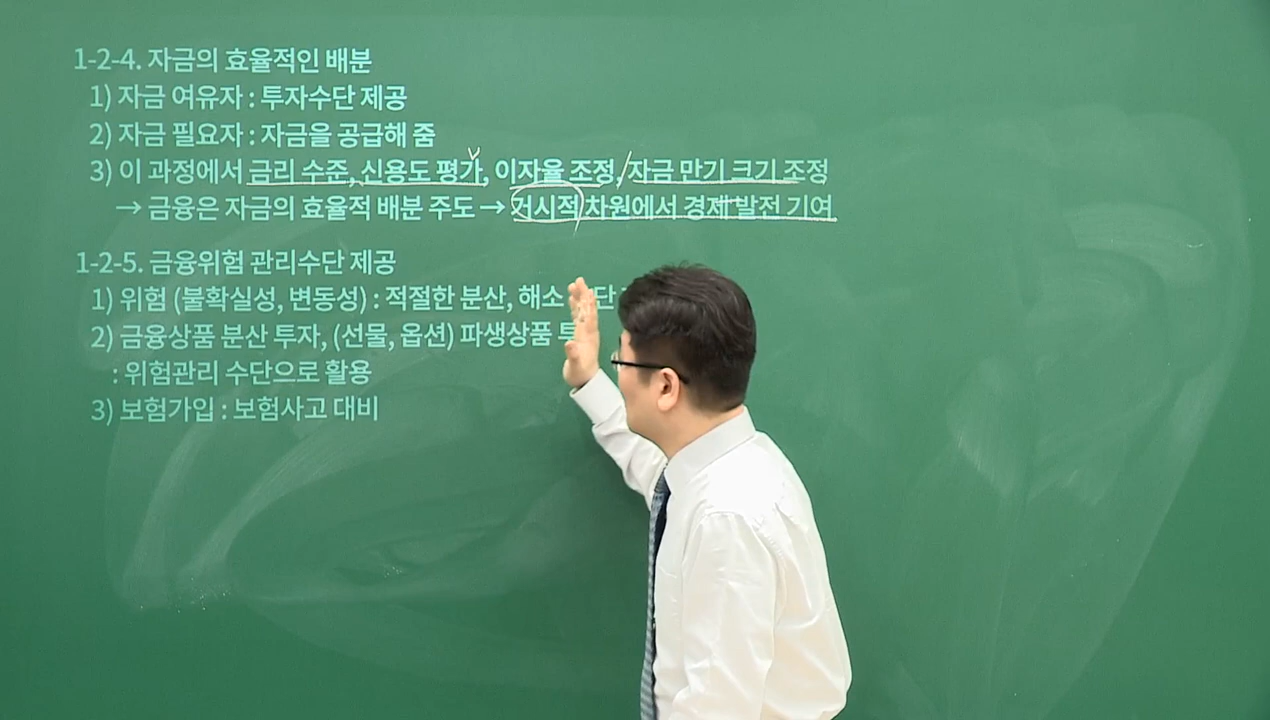 1-2-4. 자금의 효율적인 배분
1) 자금 여유자 : 투자수단 제공
2) 자금 필요자 : 자금을 공급해 줌
3) 이 과정에서 금리 수준, 신용도 평가, 이자율 조정, 자금 만기 크기 조정
→ 금융은 자금의 효율적 배분 주도 → 거시적 차원에서 경제 발전 기여
1-2-5. 금융위험 관리수단 제공
1) 위험 (불확실성, 변동성) : 적절한 분산, 해소
2) 금융상품 분산 투자, (선물, 옵션) 파생상품
: 위험관리 수단으로 활용
3) 보험가입 : 보험사고 대비